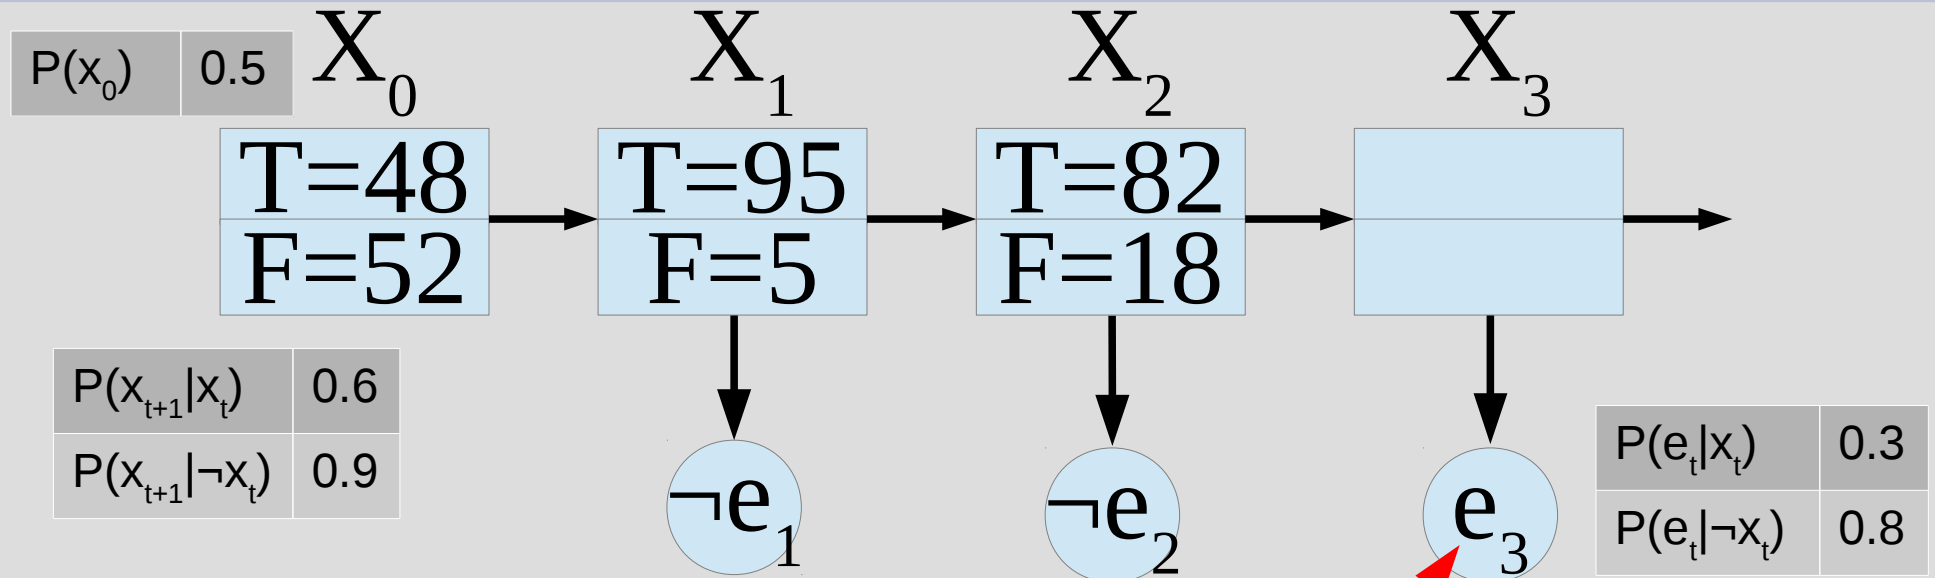 X₀ X₁ X₂ X₃
P(x₀) 0.5
T=48 T=95 T=82
F=52 F=5 F=18
P(xₜ₊₁|xₜ) 0.6
P(xₜ₊₁|¬xₜ) 0.9
¬e₁ ¬e₂ e₃
P(eₜ|xₜ) 0.3
P(eₜ|¬xₜ) 0.8